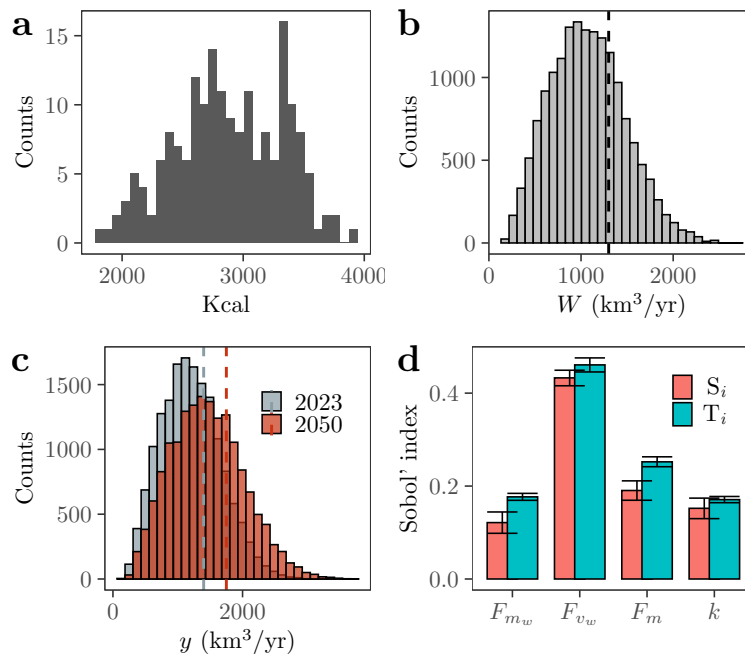 a
15
10
5
0
Counts
2000 3000 4000
Kcal
b
1000
500
0
Counts
0 1000 2000
W (km³/yr)
c
1500
1000
500
0
Counts
2023
2050
0 2000
y (km³/yr)
d
0.4
0.2
0.0
Sobol' index
S_i
T_i
F_{m_w} F_{v_w} F_m k